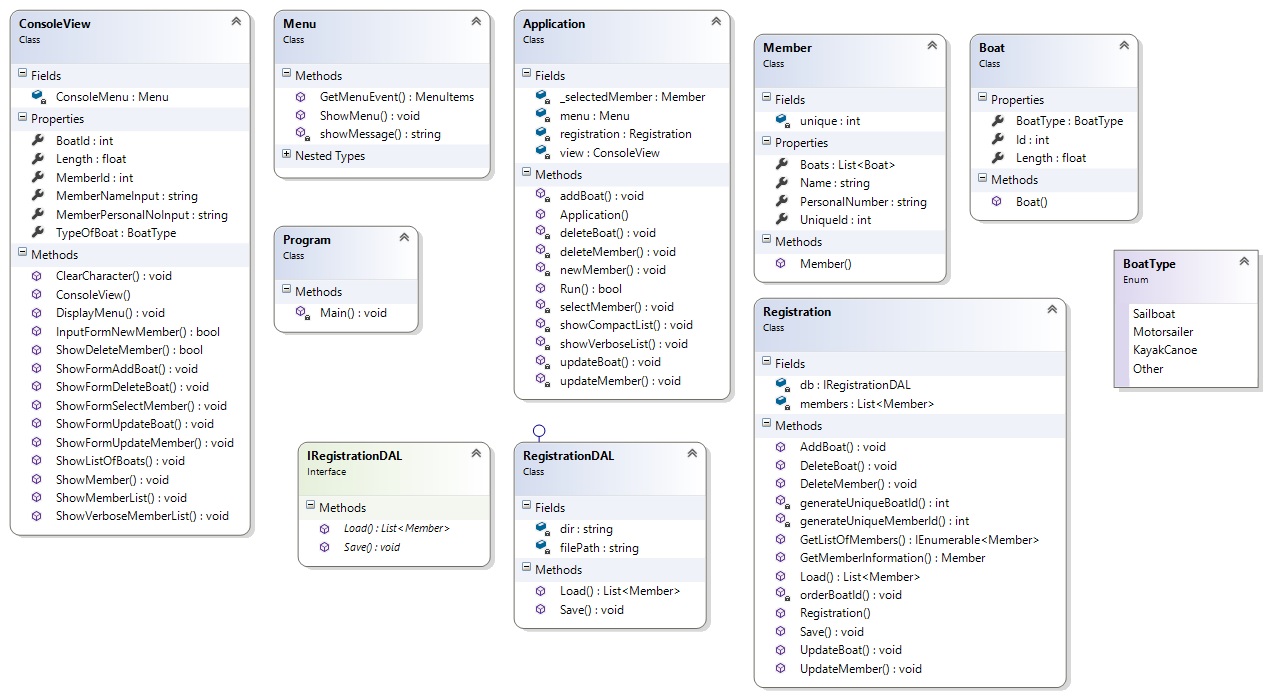 ConsoleView
Class
Fields
ConsoleMenu : Menu
Properties
BoatId : int
Length : float
MemberId : int
MemberNameInput : string
MemberPersonalNoInput : string
TypeOfBoat : BoatType
Methods
ClearCharacter() : void
ConsoleView()
DisplayMenu() : void
InputFormNewMember() : bool
ShowDeleteMember() : bool
ShowFormAddBoat() : void
ShowFormDeleteBoat() : void
ShowFormSelectMember() : void
ShowFormUpdateBoat() : void
ShowFormUpdateMember() : void
ShowListOfBoats() : void
ShowMember() : void
ShowMemberList() : void
ShowVerboseMemberList() : void
Menu
Class
Methods
GetMenuEvent() : MenuItems
ShowMenu() : void
showMessage() : string
Nested Types
Program
Class
Methods
Main() : void
IRegistrationDAL
Interface
Methods
Load() : List<Member>
Save() : void
Application
Class
Fields
_selectedMember : Member
menu : Menu
registration : Registration
view : ConsoleView
Methods
addBoat() : void
Application()
deleteBoat() : void
deleteMember() : void
newMember() : void
Run() : bool
selectMember() : void
showCompactList() : void
showVerboseList() : void
updateBoat() : void
updateMember() : void
RegistrationDAL
Class
Fields
dir : string
filePath : string
Methods
Load() : List<Member>
Save() : void
Member
Class
Fields
unique : int
Properties
Boats : List<Boat>
Name : string
PersonalNumber : string
UniqueId : int
Methods
Member()
Registration
Class
Fields
db : IRegistrationDAL
members : List<Member>
Methods
AddBoat() : void
DeleteBoat() : void
DeleteMember() : void
generateUniqueBoatId() : int
generateUniqueMemberId() : int
GetListOfMembers() : IEnumerable<Member>
GetMemberInformation() : Member
Load() : List<Member>
orderBoatId() : void
Registration()
Save() : void
UpdateBoat() : void
UpdateMember() : void
Boat
Class
Properties
BoatType : BoatType
Id : int
Length : float
Methods
Boat()
BoatType
Enum
Sailboat
Motorsailer
KayakCanoe
Other